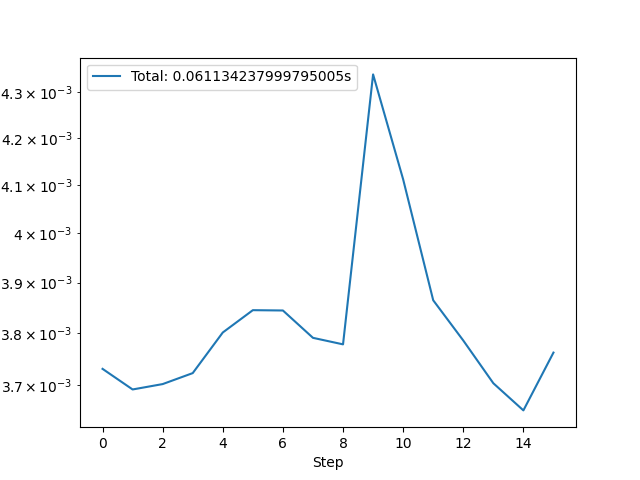 Total: 0.061134237999795005s
4.3 × 10⁻³
4.2 × 10⁻³
4.1 × 10⁻³
4 × 10⁻³
3.9 × 10⁻³
3.8 × 10⁻³
3.7 × 10⁻³
0 2 4 6 8 10 12 14
Step